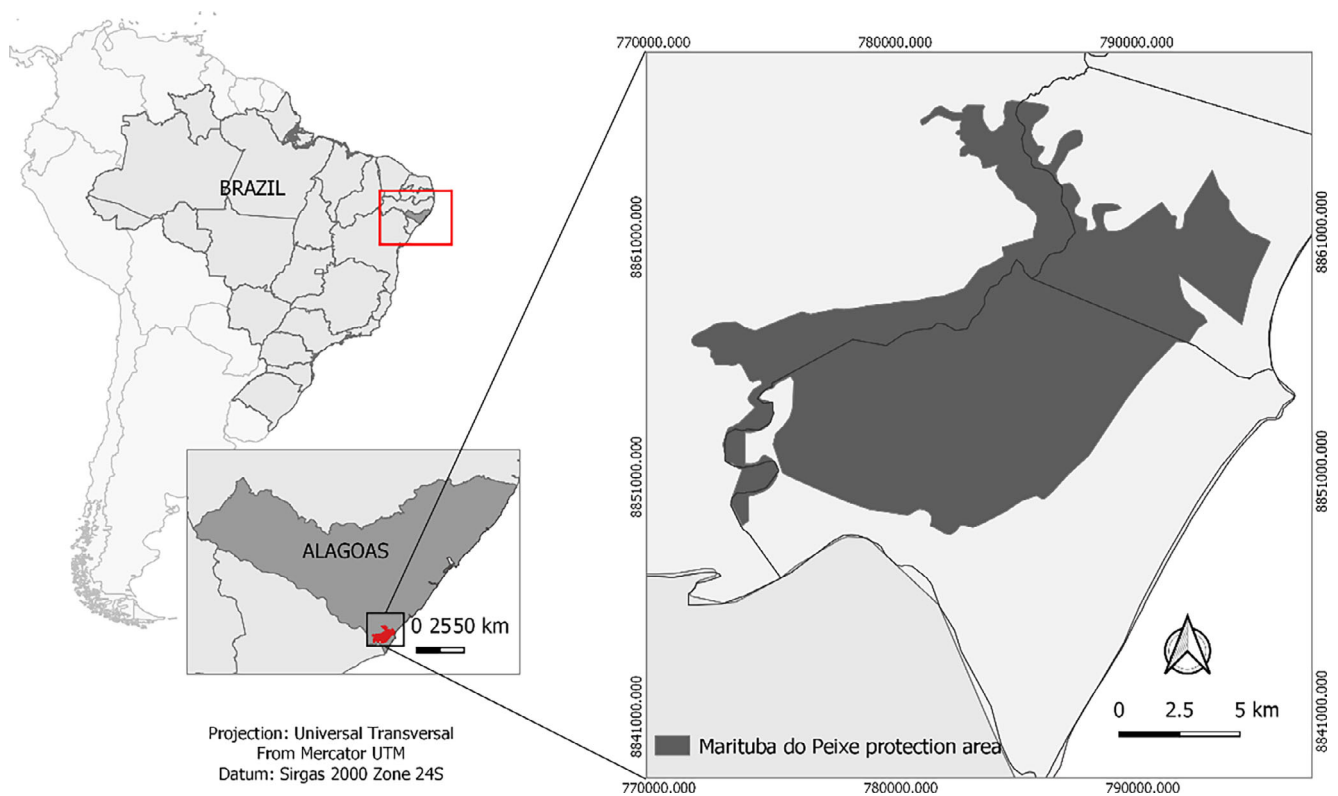 BRAZIL
ALAGOAS
0 2550 km
Projection: Universal Transversal
From Mercator UTM
Datum: Sirgas 2000 Zone 24S
770000.000 780000.000 790000.000
8861000.000 8861000.000
8851000.000 8851000.000
8841000.000 8841000.000
0 2.5 5 km
Marituba do Peixe protection area
770000.000 780000.000 790000.000